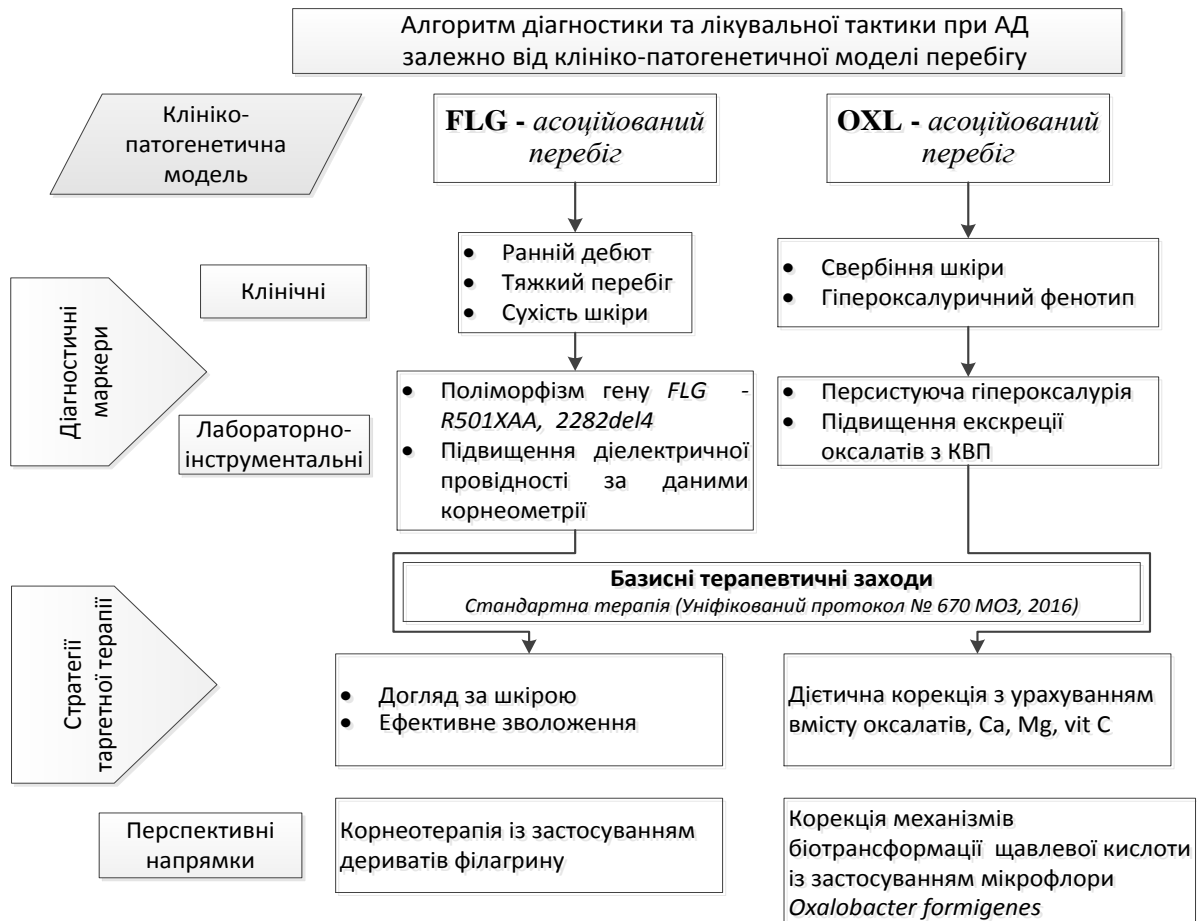 Алгоритм діагностики та лікувальної тактики при АД
залежно від клініко-патогенетичної моделі перебігу
Клініко-
патогенетична
модель
FLG - асоційований
перебіг
OXL - асоційований
перебіг
Діагностичні
маркери
Клінічні
• Ранній дебют
• Тяжкий перебіг
• Сухість шкіри
• Свербіння шкіри
• Гіпероксалуричний фенотип
Лабораторно-
інструментальні
• Поліморфізм гену FLG -
R501XAA, 2282del4
• Підвищення діелектричної
провідності за даними
корнеометрії
• Персистуюча гіпероксалурія
• Підвищення екскреції
оксалатів з КВП
Базисні терапевтичні заходи
Стандартна терапія (Уніфікований протокол № 670 МОЗ, 2016)
Стратегії
таргетної терапії
• Догляд за шкірою
• Ефективне зволоження
Дієтична корекція з урахуванням
вмісту оксалатів, Ca, Mg, vit C
Перспективні
напрямки
Корнеотерапія із застосуванням
дериватів філагрину
Корекція механізмів
біотрансформації щавлевої кислоти
із застосуванням мікрофлори
Oxalobacter formigenes